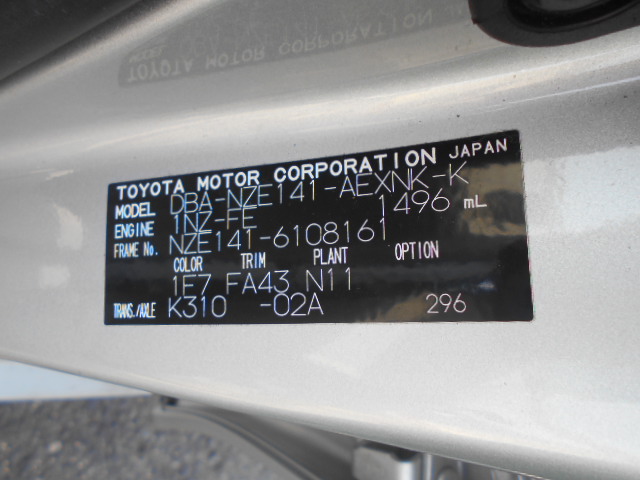 TOYOTA MOTOR CORPORATION JAPAN
MODEL DBA-NZE141-AEXNK-K
ENGINE 1NZ-FE 1496 mL
FRAME No. NZE141-6108161
COLOR TRIM PLANT OPTION
1E7 FA43 N11
TRANS./AXLE K310 -02A 296